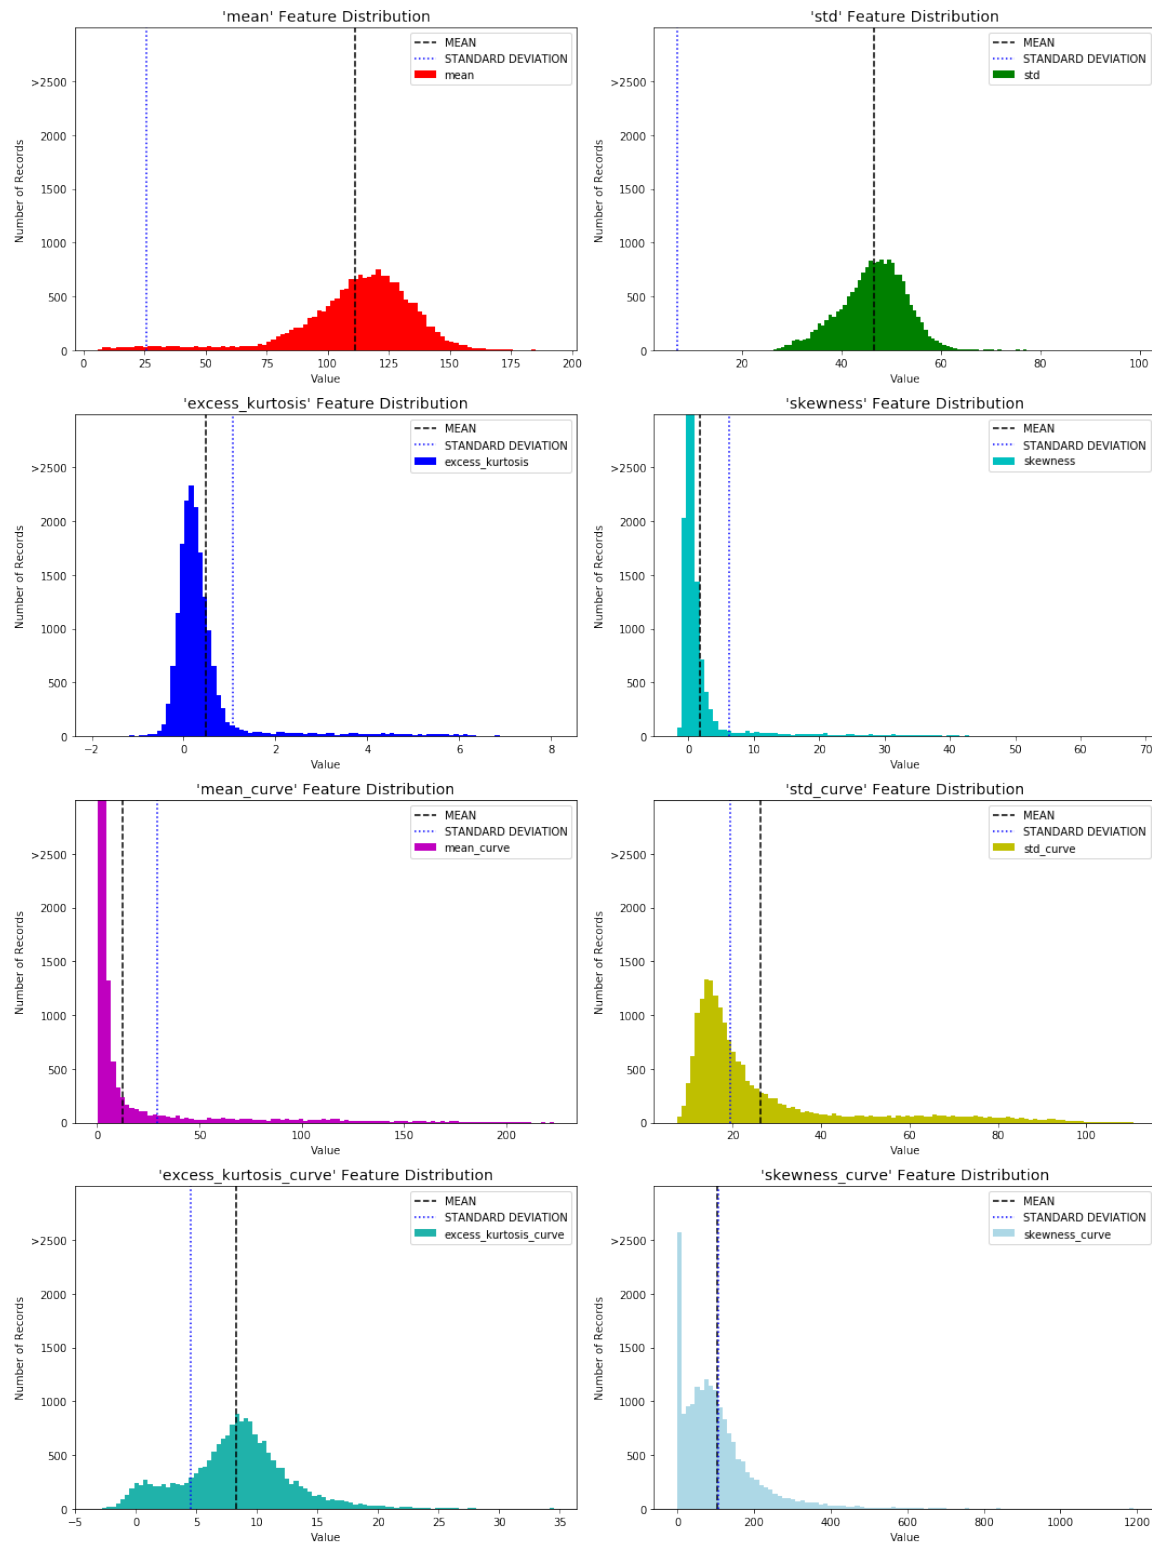 'mean' Feature Distribution
MEAN
STANDARD DEVIATION
mean
>2500
2000
1500
1000
500
0
Number of Records
0 25 50 75 100 125 150 175 200
Value
'std' Feature Distribution
MEAN
STANDARD DEVIATION
std
>2500
2000
1500
1000
500
0
Number of Records
20 40 60 80 100
Value
'excess_kurtosis' Feature Distribution
MEAN
STANDARD DEVIATION
excess_kurtosis
>2500
2000
1500
1000
500
0
Number of Records
−2 0 2 4 6 8
Value
'skewness' Feature Distribution
MEAN
STANDARD DEVIATION
skewness
>2500
2000
1500
1000
500
0
Number of Records
0 10 20 30 40 50 60 70
Value
'mean_curve' Feature Distribution
MEAN
STANDARD DEVIATION
mean_curve
>2500
2000
1500
1000
500
0
Number of Records
0 50 100 150 200
Value
'std_curve' Feature Distribution
MEAN
STANDARD DEVIATION
std_curve
>2500
2000
1500
1000
500
0
Number of Records
20 40 60 80 100
Value
'excess_kurtosis_curve' Feature Distribution
MEAN
STANDARD DEVIATION
excess_kurtosis_curve
>2500
2000
1500
1000
500
0
Number of Records
−5 0 5 10 15 20 25 30 35
Value
'skewness_curve' Feature Distribution
MEAN
STANDARD DEVIATION
skewness_curve
>2500
2000
1500
1000
500
0
Number of Records
0 200 400 600 800 1000 1200
Value